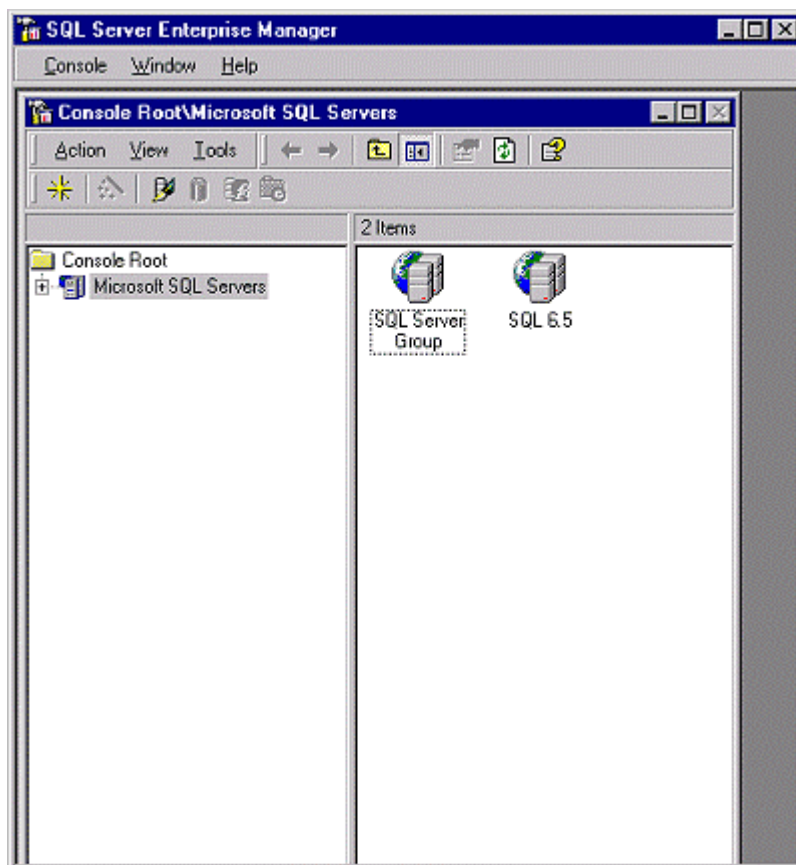 SQL Server Enterprise Manager
Console Window Help
Console Root\Microsoft SQL Servers
Action View Tools
2 Items
Console Root
Microsoft SQL Servers
SQL Server
Group
SQL 6.5